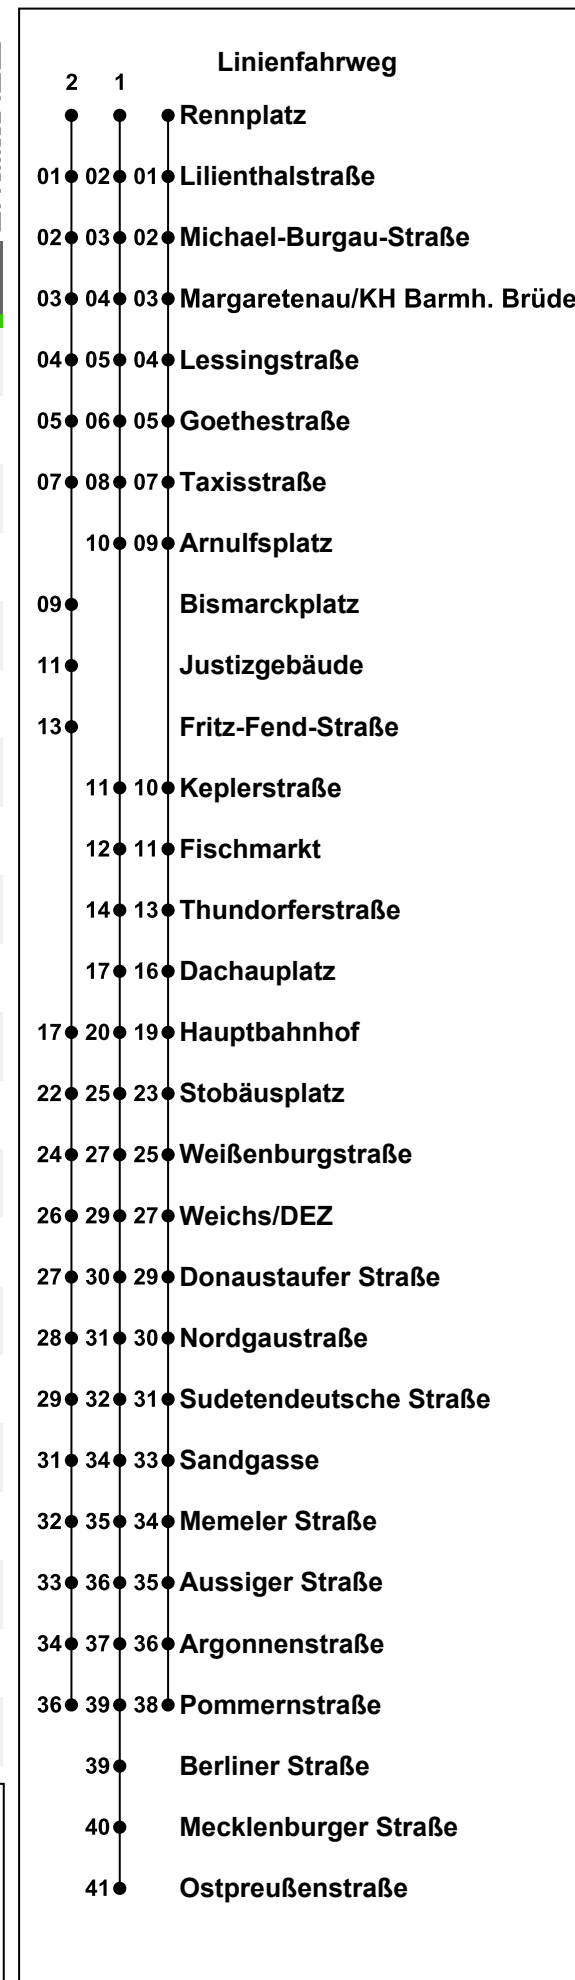 Linienfahrweg
2 1
Rennplatz
01 02 01 Lilienthalstraße
02 03 02 Michael-Burgau-Straße
03 04 03 Margaretenau/KH Barmh. Brüde
04 05 04 Lessingstraße
05 06 05 Goethestraße
07 08 07 Taxisstraße
10 09 Arnulfsplatz
09 Bismarckplatz
11 Justizgebäude
13 Fritz-Fend-Straße
11 10 Keplerstraße
12 11 Fischmarkt
14 13 Thundorferstraße
17 16 Dachauplatz
17 20 19 Hauptbahnhof
22 25 23 Stobäusplatz
24 27 25 Weißenburgstraße
26 29 27 Weichs/DEZ
27 30 29 Donaustaufer Straße
28 31 30 Nordgaustraße
29 32 31 Sudetendeutsche Straße
31 34 33 Sandgasse
32 35 34 Memeler Straße
33 36 35 Aussiger Straße
34 37 36 Argonnenstraße
36 39 38 Pommernstraße
39 Berliner Straße
40 Mecklenburger Straße
41 Ostpreußenstraße